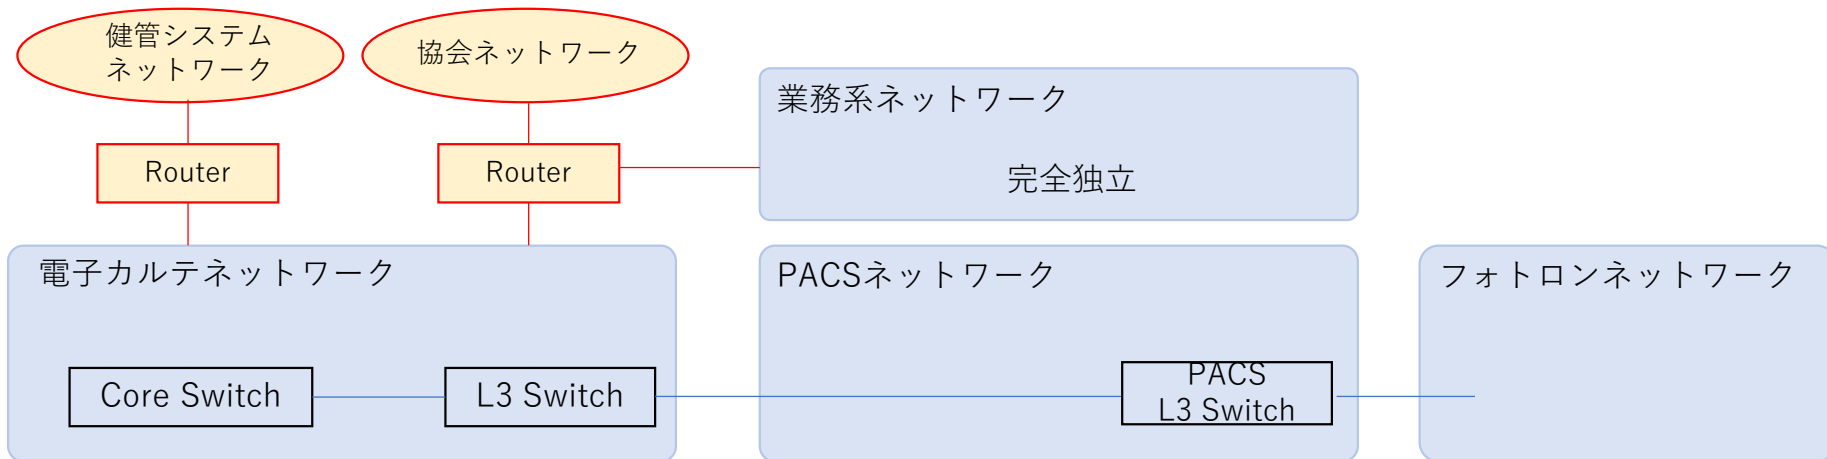 健管システム
ネットワーク
協会ネットワーク
業務系ネットワーク
Router
Router
完全独立
電子カルテネットワーク
PACSネットワーク
フォトロンネットワーク
Core Switch
L3 Switch
PACS
L3 Switch